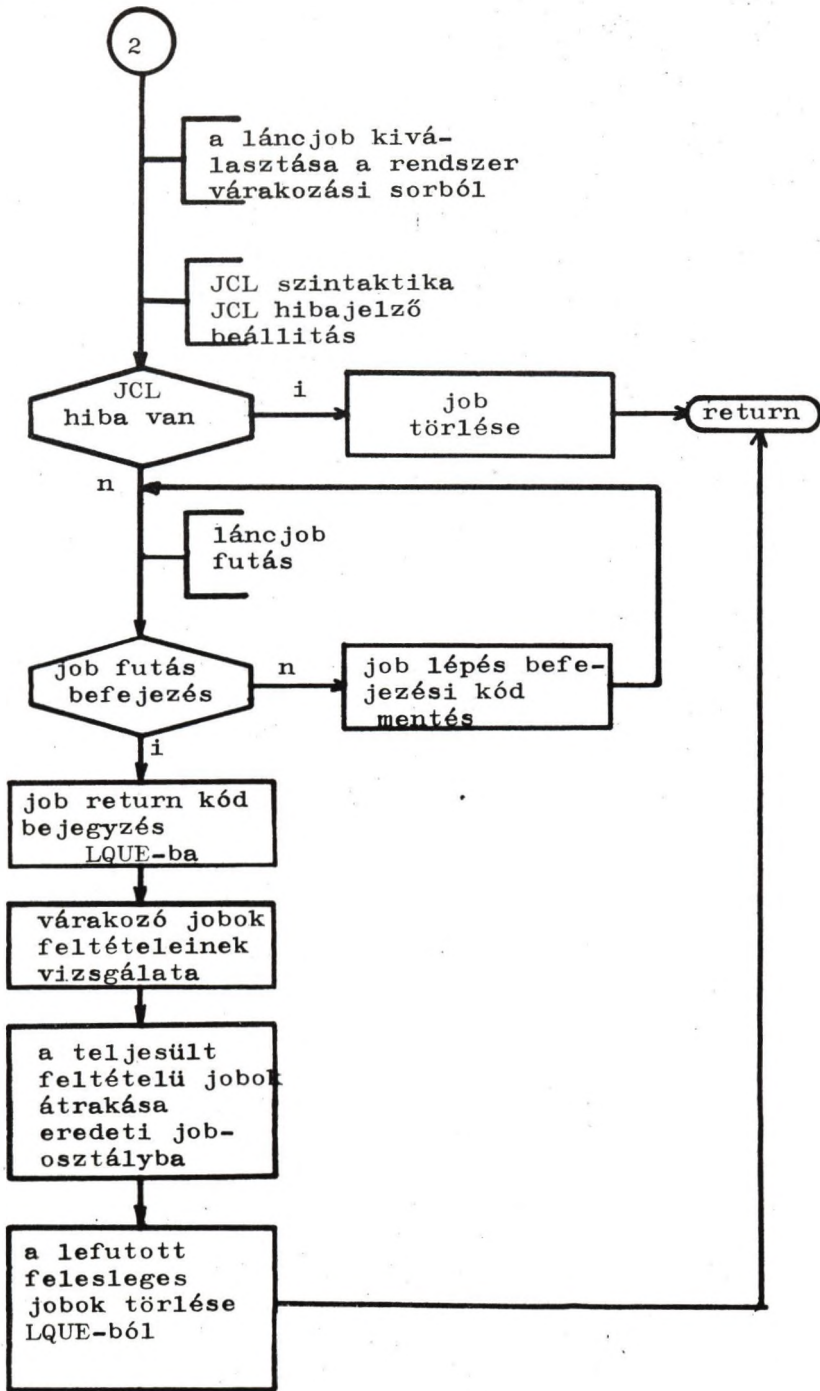 2
a láncjob kivá-
lasztása a rendszer
várakozási sorból
JCL szintaktika
JCL hibajelző
beállitás
JCL
hiba van
i
job
törlése
return
n
láncjob
futás
job futás
befejezés
n
job lépés befe-
jezési kód
mentés
i
job return kód
bejegyzés
LQUE-ba
várakozó jobok
feltételeinek
vizsgálata
a teljesült
feltételü jobok
átrakása
eredeti job-
osztályba
a lefutott
felesleges
jobok törlése
LQUE-ból